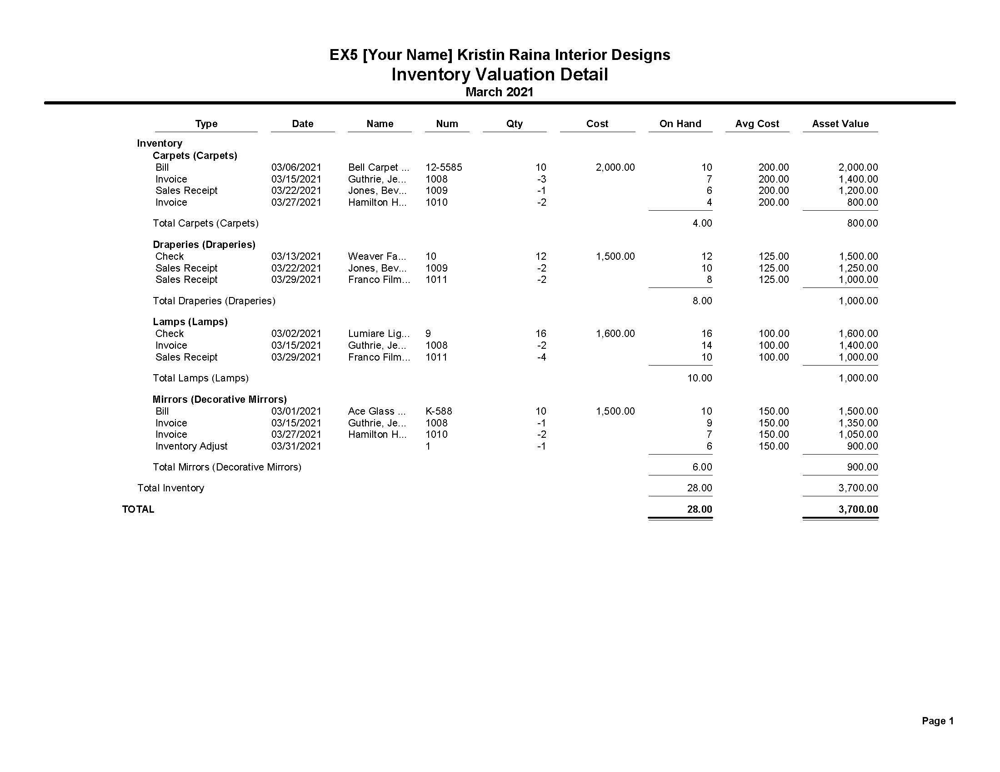 EX5 [Your Name] Kristin Raina Interior Designs
Inventory Valuation Detail
March 2021
Type Date Name Num Qty Cost On Hand Avg Cost Asset Value
Inventory
Carpets (Carpets)
Bill 03/06/2021 Bell Carpet ... 12-5585 10 2,000.00 10 200.00 2,000.00
Invoice 03/15/2021 Guthrie, Je... 1008 -3 7 200.00 1,400.00
Sales Receipt 03/22/2021 Jones, Bev... 1009 -1 6 200.00 1,200.00
Invoice 03/27/2021 Hamilton H... 1010 -2 4 200.00 800.00
Total Carpets (Carpets) 4.00 800.00
Draperies (Draperies)
Check 03/13/2021 Weaver Fa... 10 12 1,500.00 12 125.00 1,500.00
Sales Receipt 03/22/2021 Jones, Bev... 1009 -2 10 125.00 1,250.00
Sales Receipt 03/29/2021 Franco Film... 1011 -2 8 125.00 1,000.00
Total Draperies (Draperies) 8.00 1,000.00
Lamps (Lamps)
Check 03/02/2021 Lumiare Lig... 9 16 1,600.00 16 100.00 1,600.00
Invoice 03/15/2021 Guthrie, Je... 1008 -2 14 100.00 1,400.00
Sales Receipt 03/29/2021 Franco Film... 1011 -4 10 100.00 1,000.00
Total Lamps (Lamps) 10.00 1,000.00
Mirrors (Decorative Mirrors)
Bill 03/01/2021 Ace Glass ... K-588 10 1,500.00 10 150.00 1,500.00
Invoice 03/15/2021 Guthrie, Je... 1008 -1 9 150.00 1,350.00
Invoice 03/27/2021 Hamilton H... 1010 -2 7 150.00 1,050.00
Inventory Adjust 03/31/2021 1 -1 6 150.00 900.00
Total Mirrors (Decorative Mirrors) 6.00 900.00
Total Inventory 28.00 3,700.00
TOTAL 28.00 3,700.00
Page 1